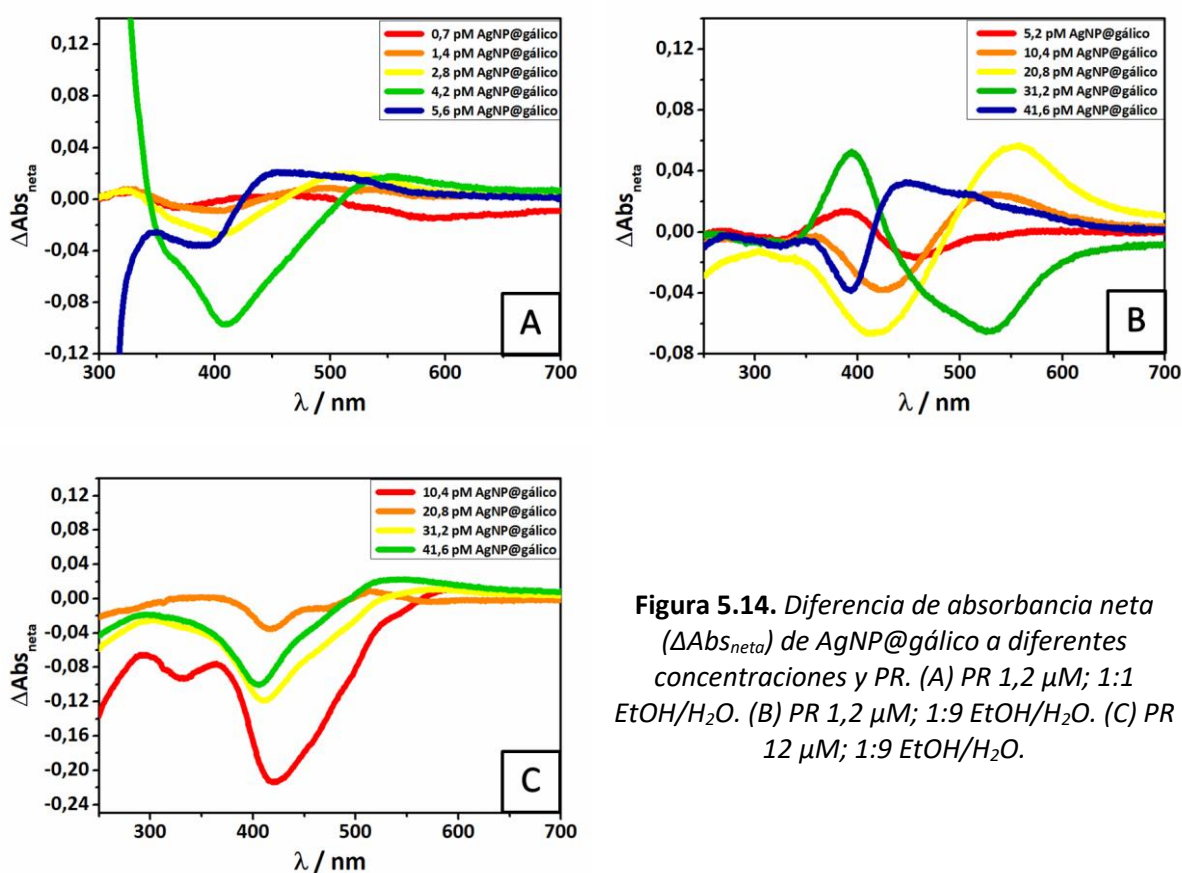 0,12
0,08
0,04
0,00
-0,04
-0,08
-0,12
ΔAbs_neta
0,7 pM AgNP@gálico
1,4 pM AgNP@gálico
2,8 pM AgNP@gálico
4,2 pM AgNP@gálico
5,6 pM AgNP@gálico
A
300 400 500 600 700
λ / nm
0,12
0,08
0,04
0,00
-0,04
-0,08
ΔAbs_neta
5,2 pM AgNP@gálico
10,4 pM AgNP@gálico
20,8 pM AgNP@gálico
31,2 pM AgNP@gálico
41,6 pM AgNP@gálico
B
300 400 500 600 700
λ / nm
0,12
0,08
0,04
0,00
-0,04
-0,08
-0,12
-0,16
-0,20
-0,24
ΔAbs_neta
10,4 pM AgNP@gálico
20,8 pM AgNP@gálico
31,2 pM AgNP@gálico
41,6 pM AgNP@gálico
C
300 400 500 600 700
λ / nm
Figura 5.14. Diferencia de absorbancia neta
(ΔAbs_neta) de AgNP@gálico a diferentes
concentraciones y PR. (A) PR 1,2 μM; 1:1
EtOH/H₂O. (B) PR 1,2 μM; 1:9 EtOH/H₂O. (C) PR
12 μM; 1:9 EtOH/H₂O.